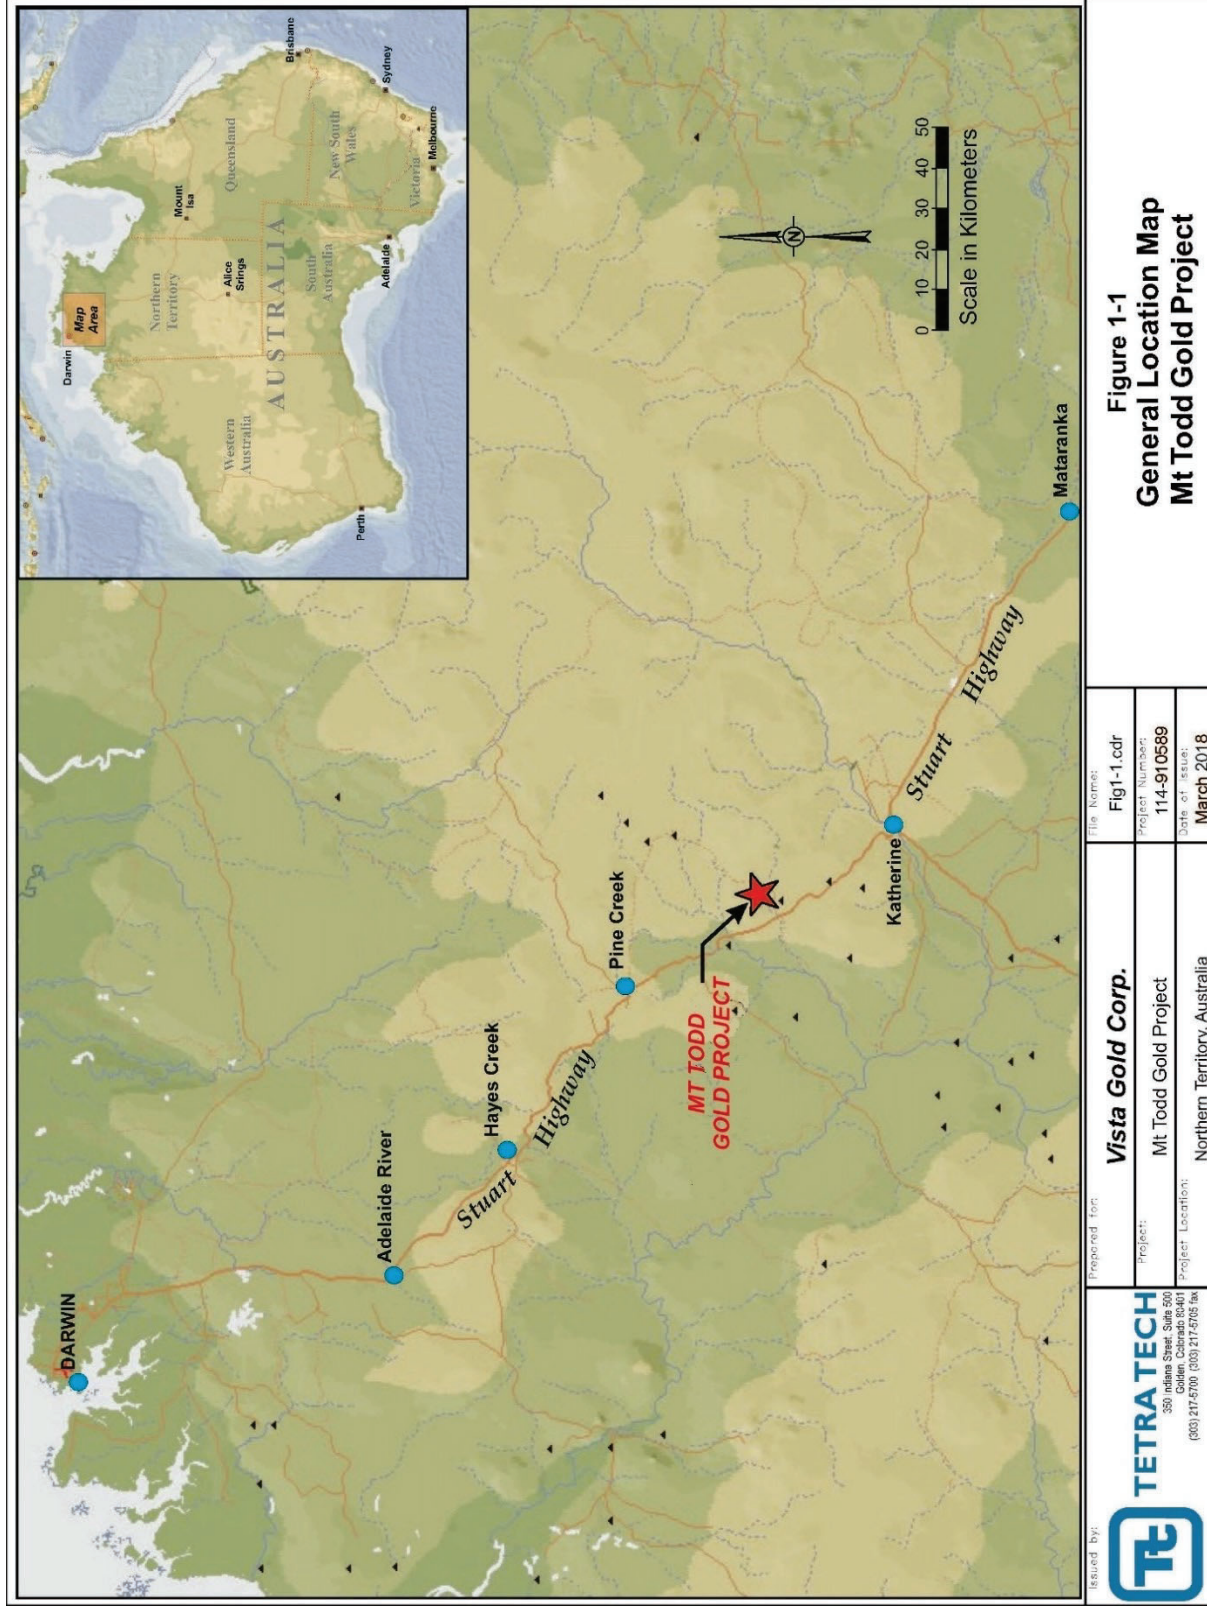 DARWIN
Adelaide River
Hayes Creek
Stuart
Highway
Pine Creek
MT TODD
GOLD PROJECT
Katherine
Stuart
Highway
Mataranka
Darwin
Map
Area
Northern
Territory
Western
Australia
Perth
AUSTRALIA
Alice
Srings
Mount
Isa
Queensland
South
Australia
Adelaide
New South
Wales
Victoria
Melbourne
Sydney
Brisbane
N
0 10 20 30 40 50
Scale in Kilometers
Issued by:
Tt
TETRA TECH
350 Indiana Street, Suite 500
Golden, Colorado 80401
(303) 217-5700 (303) 217-5705 fax
Prepared for:
Vista Gold Corp.
Project:
Mt Todd Gold Project
Project Location:
Northern Territory, Australia
File Name:
Fig1-1.cdr
Project Number:
114-910589
Date of Issue:
March 2018
Figure 1-1
General Location Map
Mt Todd Gold Project